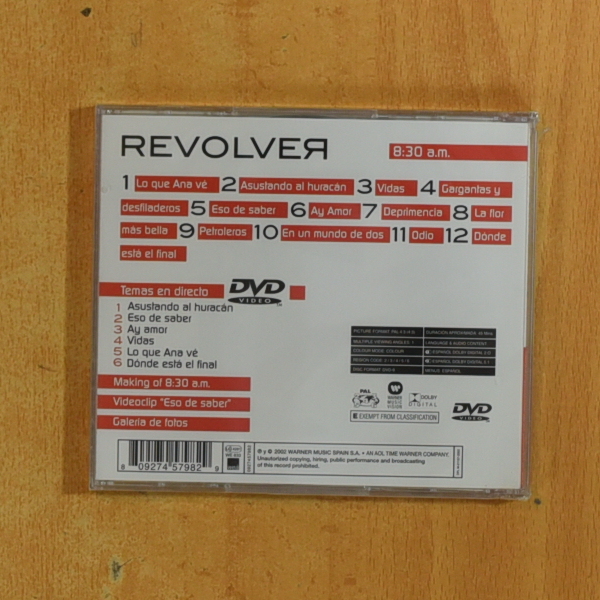 REVOLVER
8:30 a.m.
1 Lo que Ana vé 2 Asustando al huracán 3 Vidas 4 Gargantas y
desfiladeros 5 Eso de saber 6 Ay Amor 7 Deprimencia 8 La flor
más bella 9 Petroleros 10 En un mundo de dos 11 Odio 12 Dónde
está el final
Temas en directo DVD VIDEO
1 Asustando al huracán
2 Eso de saber
3 Ay amor
4 Vidas
5 Lo que Ana vé
6 Dónde está el final
Making of 8:30 a.m.
Videoclip "Eso de saber"
Galería de fotos
PALL
WARNER MUSIC VISION
DOLBY DIGITAL
E EXEMPT FROM CLASSIFICATION
DVD VIDEO
8 09274 57982 9
℗ y © 2002 WARNER MUSIC SPAIN S.A. • AN AOL TIME WARNER COMPANY.
Unauthorized copying, hiring, public performance and broadcasting
of this record prohibited.